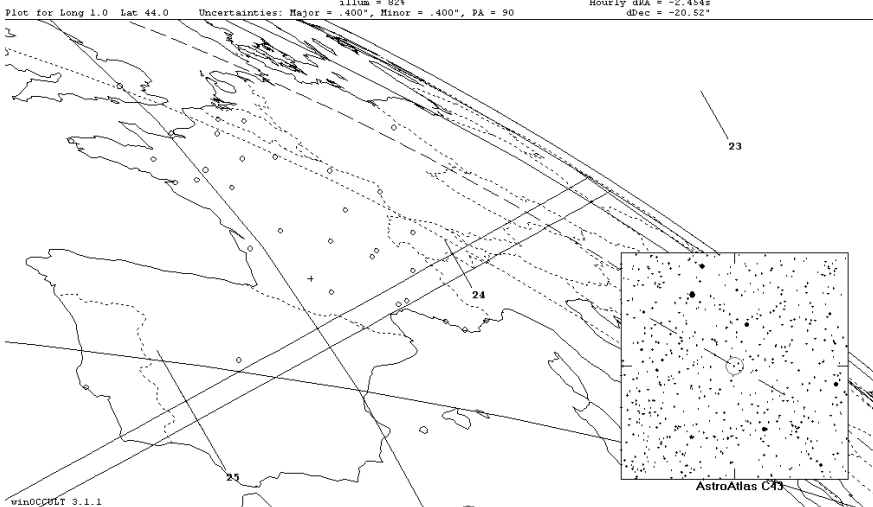 illum = 82%
Hourly dRA = -2.454s
Plot for Long 1.0 Lat 44.0 Uncertainties: Major = .400", Minor = .400", PA = 90
dDec = -20.52"
23
24
25
AstroAtlas C43
winOCCULT 3.1.1